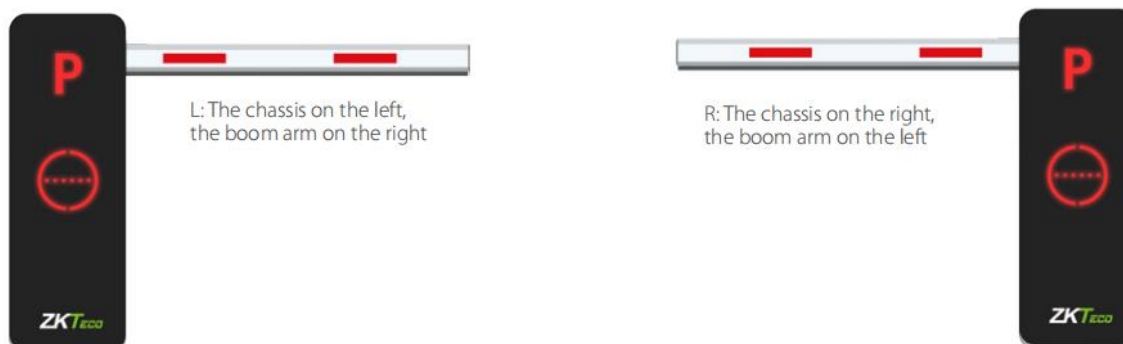 P
L: The chassis on the left,
the boom arm on the right
ZKTeco
P
R: The chassis on the right,
the boom arm on the left
ZKTeco